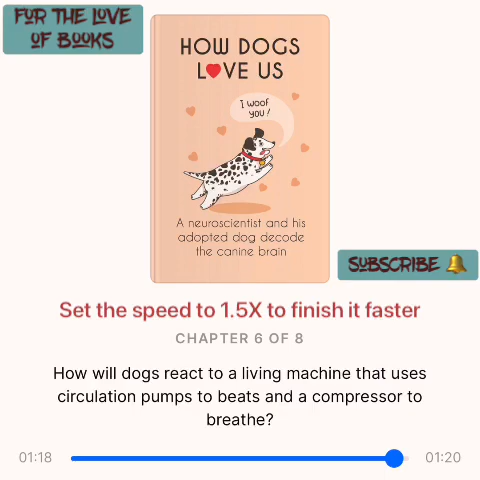 FOR THE LOVE
OF BOOKS
HOW DOGS
LOVE US
I woof
you!
A neuroscientist and his
adopted dog decode
the canine brain
SUBSCRIBE
Set the speed to 1.5X to finish it faster
CHAPTER 6 OF 8
How will dogs react to a living machine that uses
circulation pumps to beats and a compressor to
breathe?
01:18
01:20